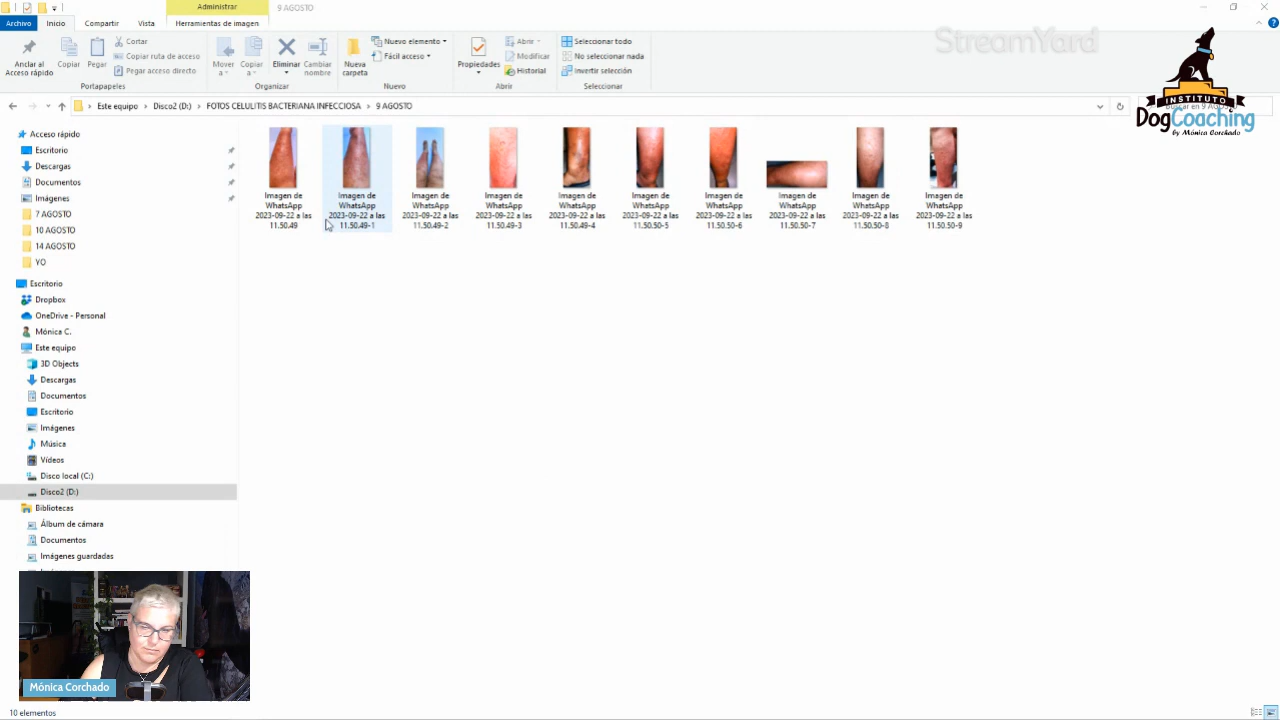 Administrar
9 AGOSTO
Archivo
Inicio
Compartir
Vista
Herramientas de imagen
Anclar al
Acceso rápido
Copiar
Pegar
Cortar
Copiar ruta de acceso
Pegar acceso directo
Portapapeles
Mover
a
Copiar
a
Eliminar
Cambiar
nombre
Organizar
Nueva
carpeta
Nuevo elemento
Fácil acceso
Nuevo
Propiedades
Abrir
Modificar
Historial
Abrir
Seleccionar todo
No seleccionar nada
Invertir selección
Seleccionar
StreamYard
INSTITUTO
DogCoaching
by Mónica Corchado
Este equipo > Disco2 (D:) > FOTOS CELULITIS BACTERIANA INFECCIOSA > 9 AGOSTO
Buscar en 9 AGOSTO
Acceso rápido
Escritorio
Descargas
Documentos
Imágenes
7 AGOSTO
10 AGOSTO
14 AGOSTO
YO
Escritorio
Dropbox
OneDrive - Personal
Mónica C.
Este equipo
3D Objects
Descargas
Documentos
Escritorio
Imágenes
Música
Vídeos
Disco local (C:)
Disco2 (D:)
Bibliotecas
Álbum de cámara
Documentos
Imágenes guardadas
Imagen de
WhatsApp
2023-09-22 a las
11.50.49
Imagen de
WhatsApp
2023-09-22 a las
11.50.49-1
Imagen de
WhatsApp
2023-09-22 a las
11.50.49-2
Imagen de
WhatsApp
2023-09-22 a las
11.50.49-3
Imagen de
WhatsApp
2023-09-22 a las
11.50.49-4
Imagen de
WhatsApp
2023-09-22 a las
11.50.50-5
Imagen de
WhatsApp
2023-09-22 a las
11.50.50-6
Imagen de
WhatsApp
2023-09-22 a las
11.50.50-7
Imagen de
WhatsApp
2023-09-22 a las
11.50.50-8
Imagen de
WhatsApp
2023-09-22 a las
11.50.50-9
Mónica Corchado
10 elementos